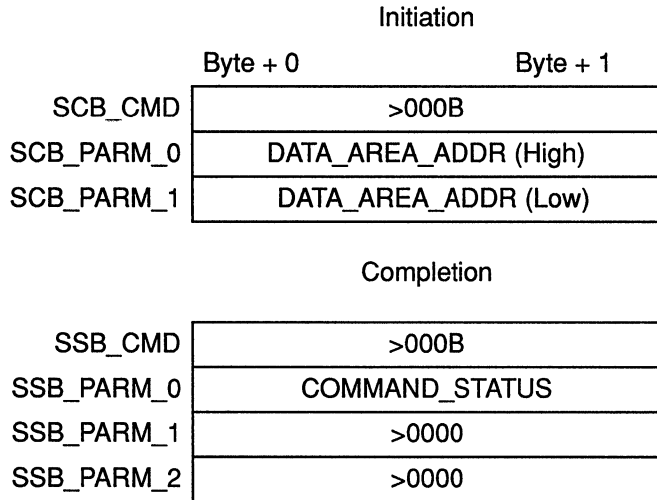 Initiation
Byte + 0 Byte + 1
SCB_CMD >000B
SCB_PARM_0 DATA_AREA_ADDR (High)
SCB_PARM_1 DATA_AREA_ADDR (Low)
Completion
SSB_CMD >000B
SSB_PARM_0 COMMAND_STATUS
SSB_PARM_1 >0000
SSB_PARM_2 >0000